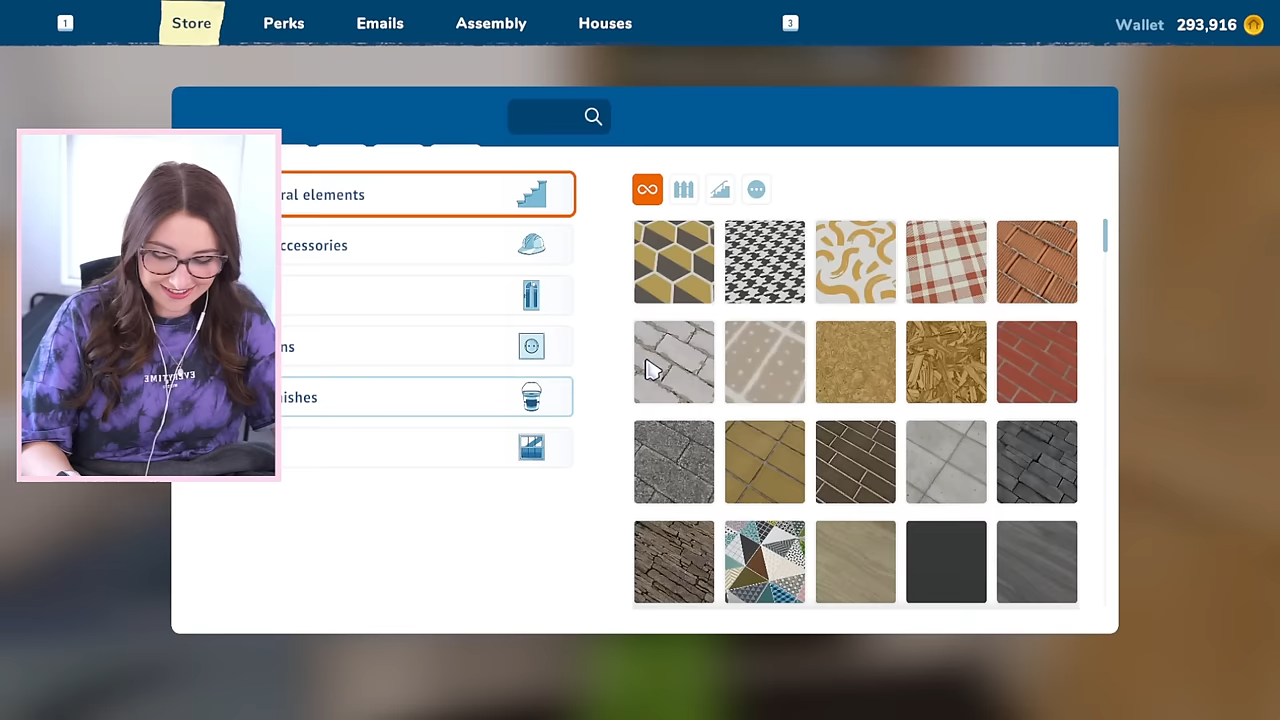 1
Store
Perks
Emails
Assembly
Houses
3
Wallet 293,916
ral elements
ccessories
ns
ishes